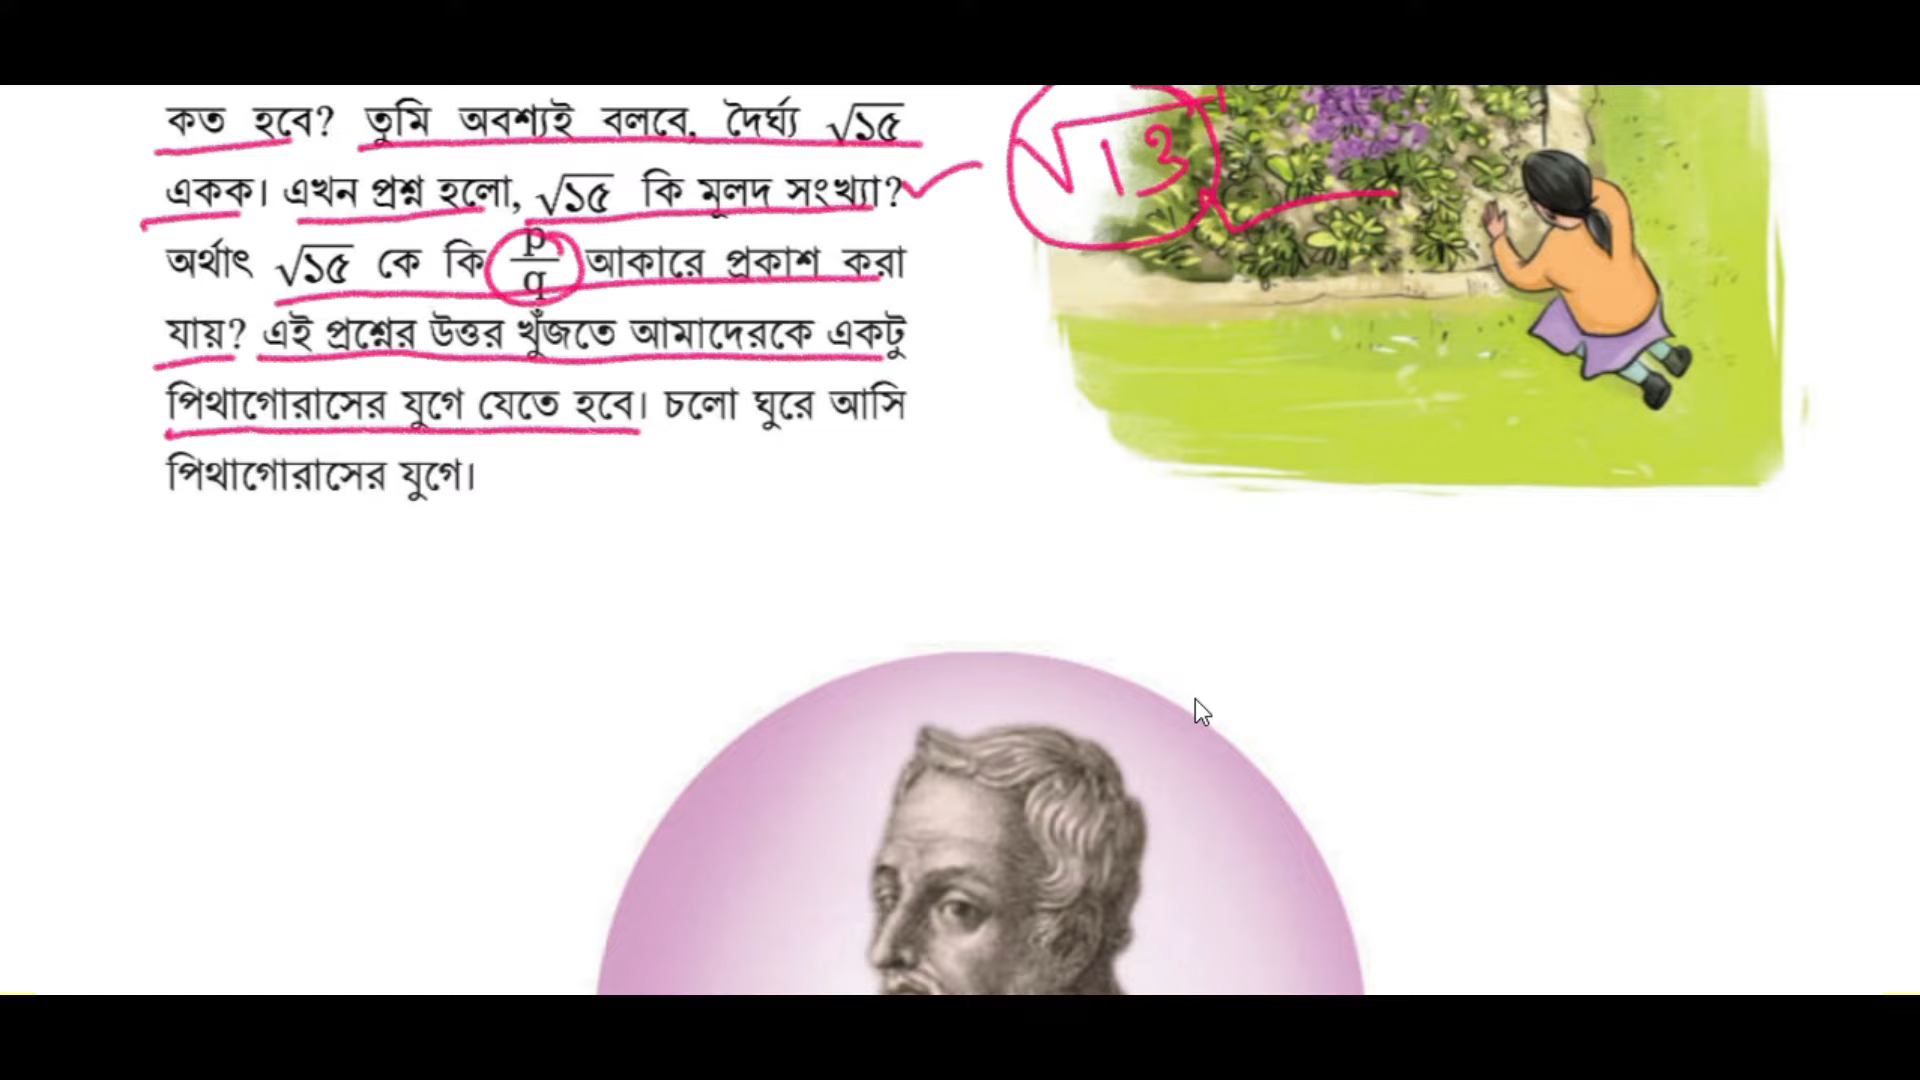 কত হবে? তুমি অবশ্যই বলবে, দৈর্ঘ্য √১৫
একক। এখন প্রশ্ন হলো, √১৫ কি মূলদ সংখ্যা?
অর্থাৎ √১৫ কে কি p/q আকারে প্রকাশ করা
যায়? এই প্রশ্নের উত্তর খুঁজতে আমাদেরকে একটু
পিথাগোরাসের যুগে যেতে হবে। চলো ঘুরে আসি
পিথাগোরাসের যুগে।
√13